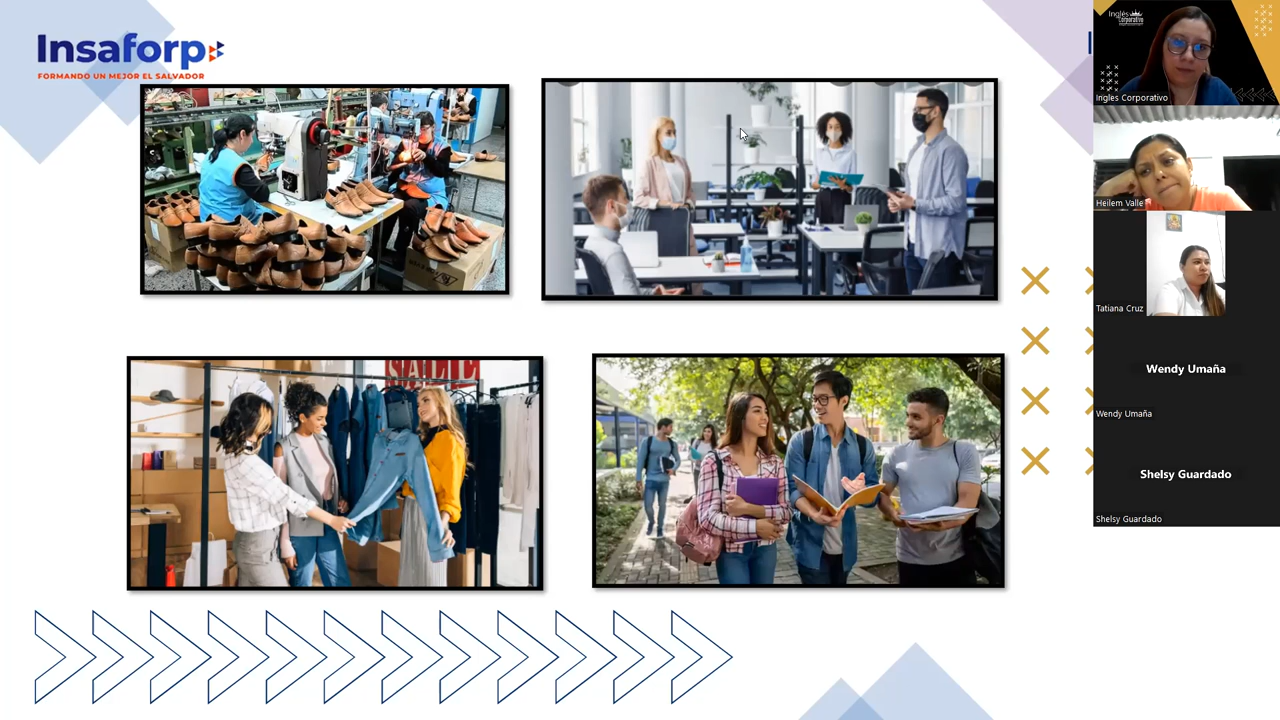 Insaforp
FORMANDO UN MEJOR EL SALVADOR
SALE
Inglés
Corporativo
Ingles Corporativo
Heilem Valle
Tatiana Cruz
Wendy Umaña
Wendy Umaña
Shelsy Guardado
Shelsy Guardado